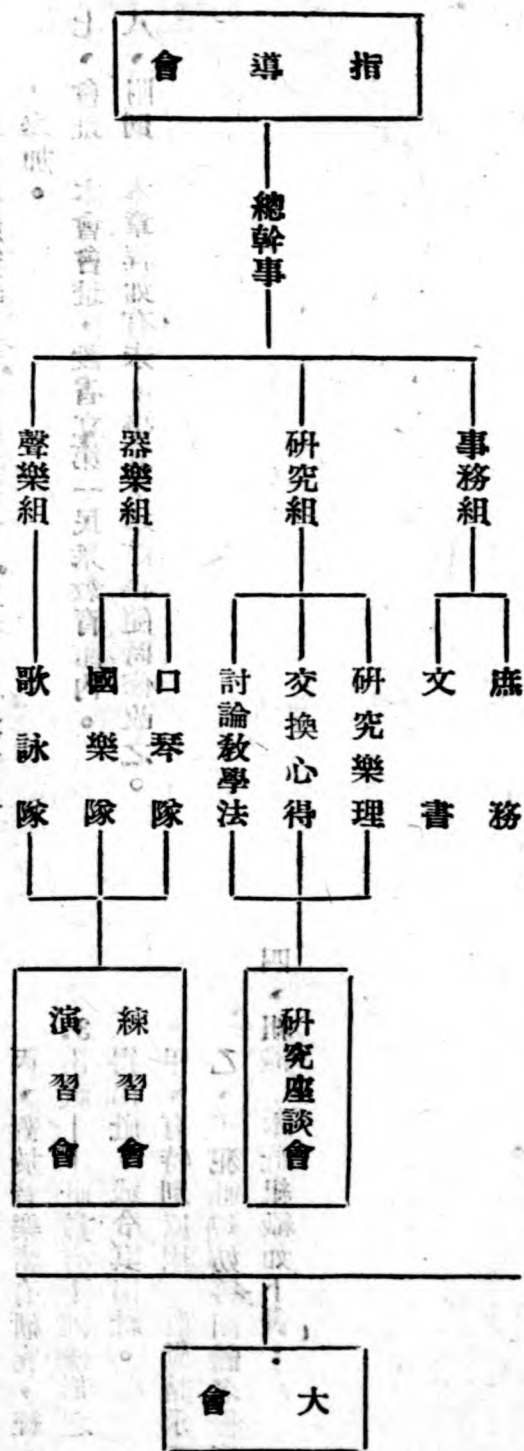 指導會
總幹事
事務組
研究組
器樂組
聲樂組
庶務
文書
研究樂理
交換心得
討論教學法
口琴隊
國樂隊
歌詠隊
研究座談會
練習會
演習會
大會